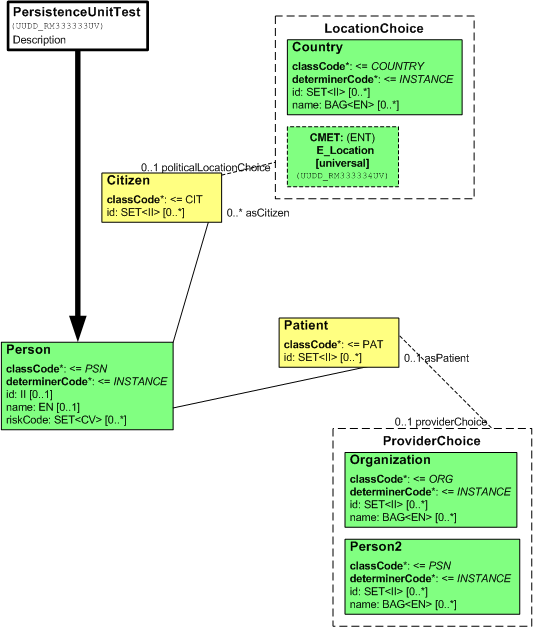 PersistenceUnitTest
(UUDD_RM333333UV)
Description
LocationChoice
Country
classCode*: <= COUNTRY
determinerCode*: <= INSTANCE
id: SET<II> [0..*]
name: BAG<EN> [0..*]
CMET: (ENT)
E_Location
[universal]
(UUDD_RM333334UV)
0..1 politicalLocationChoice
Citizen
classCode*: <= CIT
id: SET<II> [0..*]
0..* asCitizen
Person
classCode*: <= PSN
determinerCode*: <= INSTANCE
id: II [0..1]
name: EN [0..1]
riskCode: SET<CV> [0..*]
Patient
classCode*: <= PAT
id: SET<II> [0..*]
0..1 asPatient
0..1 providerChoice
ProviderChoice
Organization
classCode*: <= ORG
determinerCode*: <= INSTANCE
id: SET<II> [0..*]
name: BAG<EN> [0..*]
Person2
classCode*: <= PSN
determinerCode*: <= INSTANCE
id: SET<II> [0..*]
name: BAG<EN> [0..*]